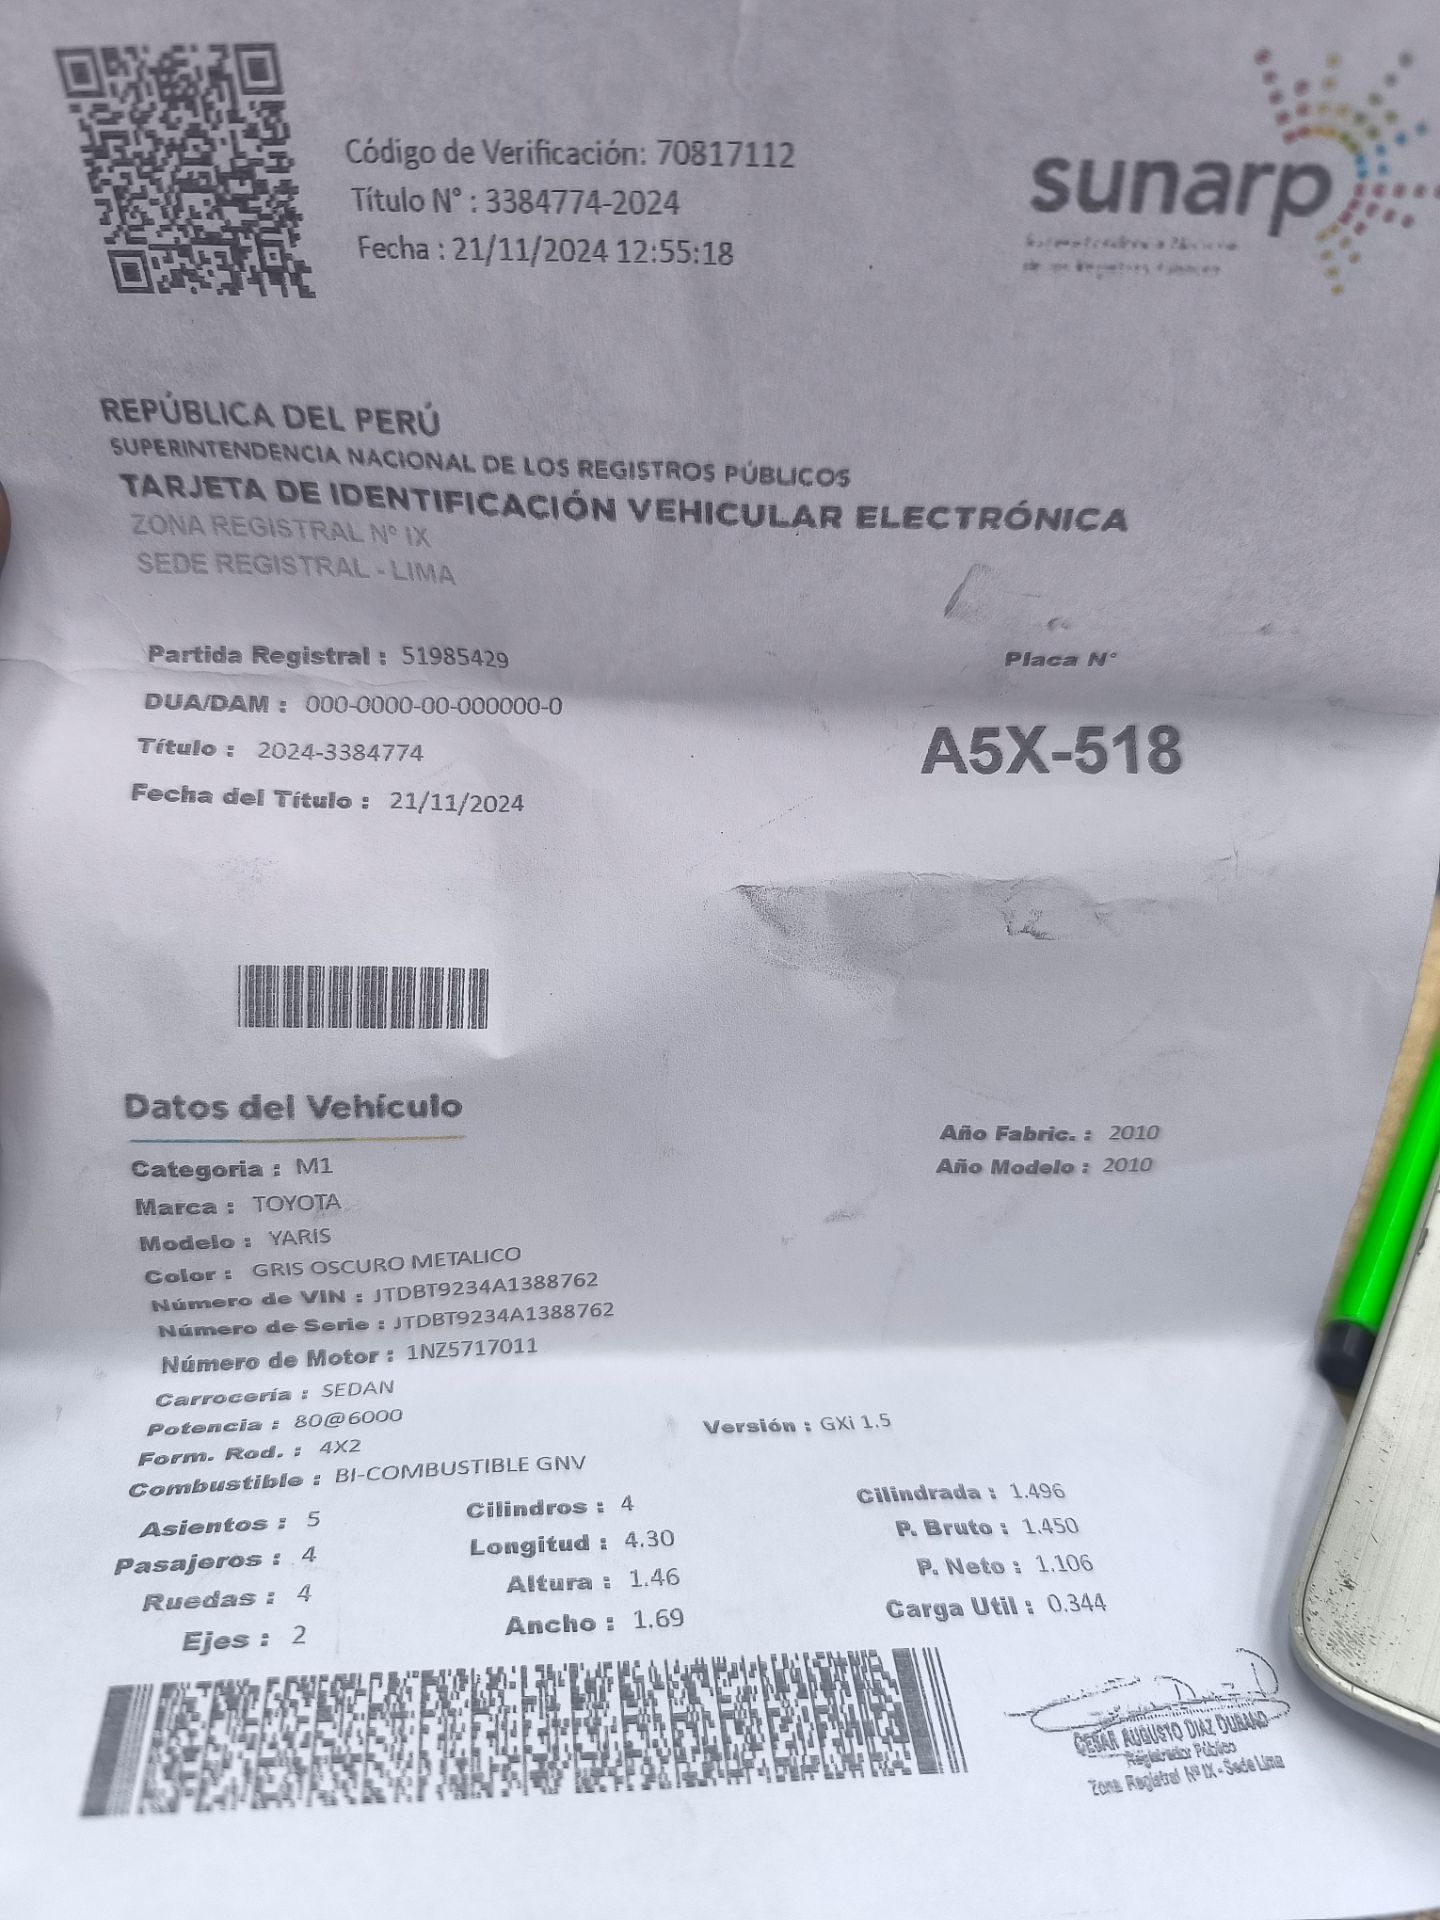 Código de Verificación: 70817112
Título N° : 3384774-2024
Fecha : 21/11/2024 12:55:18
sunarp
REPÚBLICA DEL PERÚ
SUPERINTENDENCIA NACIONAL DE LOS REGISTROS PÚBLICOS
TARJETA DE IDENTIFICACIÓN VEHICULAR ELECTRÓNICA
ZONA REGISTRAL N° IX
SEDE REGISTRAL - LIMA
Partida Registral : 51985429
DUA/DAM : 000-0000-00-000000-0
Título : 2024-3384774
Fecha del Título : 21/11/2024
Placa N°
A5X-518
Datos del Vehículo
Año Fabric. : 2010
Año Modelo : 2010
Categoria : M1
Marca : TOYOTA
Modelo : YARIS
Color : GRIS OSCURO METALICO
Número de VIN : JTDBT9234A1388762
Número de Serie : JTDBT9234A1388762
Número de Motor : 1NZ5717011
Carrocería : SEDAN
Potencia : 80@6000
Versión : GXi 1.5
Form. Rod. : 4X2
Combustible : BI-COMBUSTIBLE GNV
Asientos : 5 Cilindros : 4 Cilindrada : 1.496
Pasajeros : 4 Longitud : 4.30 P. Bruto : 1.450
Ruedas : 4 Altura : 1.46 P. Neto : 1.106
Ejes : 2 Ancho : 1.69 Carga Util : 0.344
CESAR AUGUSTO DIAZ DURAND
Registrador Público
Zona Registral N° IX - Sede Lima